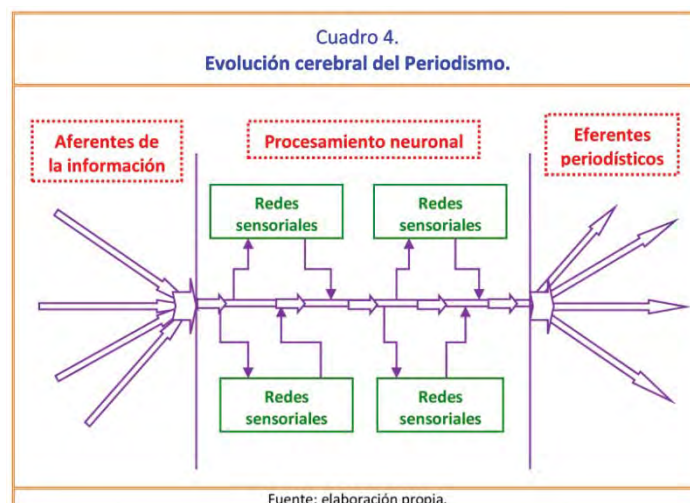 Cuadro 4.
Evolución cerebral del Periodismo.
Aferentes de
la información
Procesamiento neuronal
Eferentes
periodísticos
Redes
sensoriales
Redes
sensoriales
Redes
sensoriales
Redes
sensoriales
Fuente: elaboración propia.